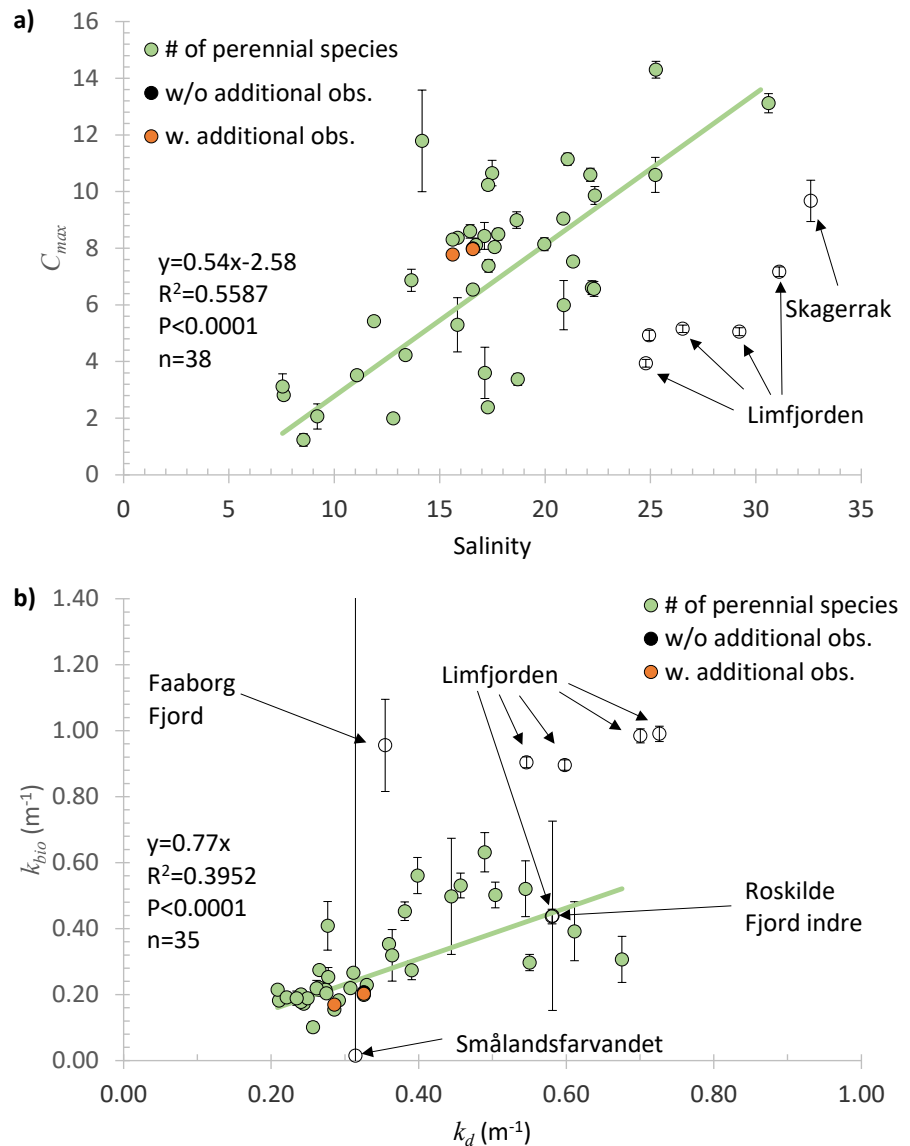 a)
16
14
12
10
8
6
4
2
0
C_max
# of perennial species
w/o additional obs.
w. additional obs.
y=0.54x-2.58
R²=0.5587
P<0.0001
n=38
Skagerrak
Limfjorden
0 5 10 15 20 25 30 35
Salinity
b)
1.40
1.20
1.00
0.80
0.60
0.40
0.20
0.00
k_bio (m⁻¹)
# of perennial species
w/o additional obs.
w. additional obs.
Faaborg
Fjord
Limfjorden
y=0.77x
R²=0.3952
P<0.0001
n=35
Roskilde
Fjord indre
Smålandsfarvandet
0.00 0.20 0.40 0.60 0.80 1.00
k_d (m⁻¹)